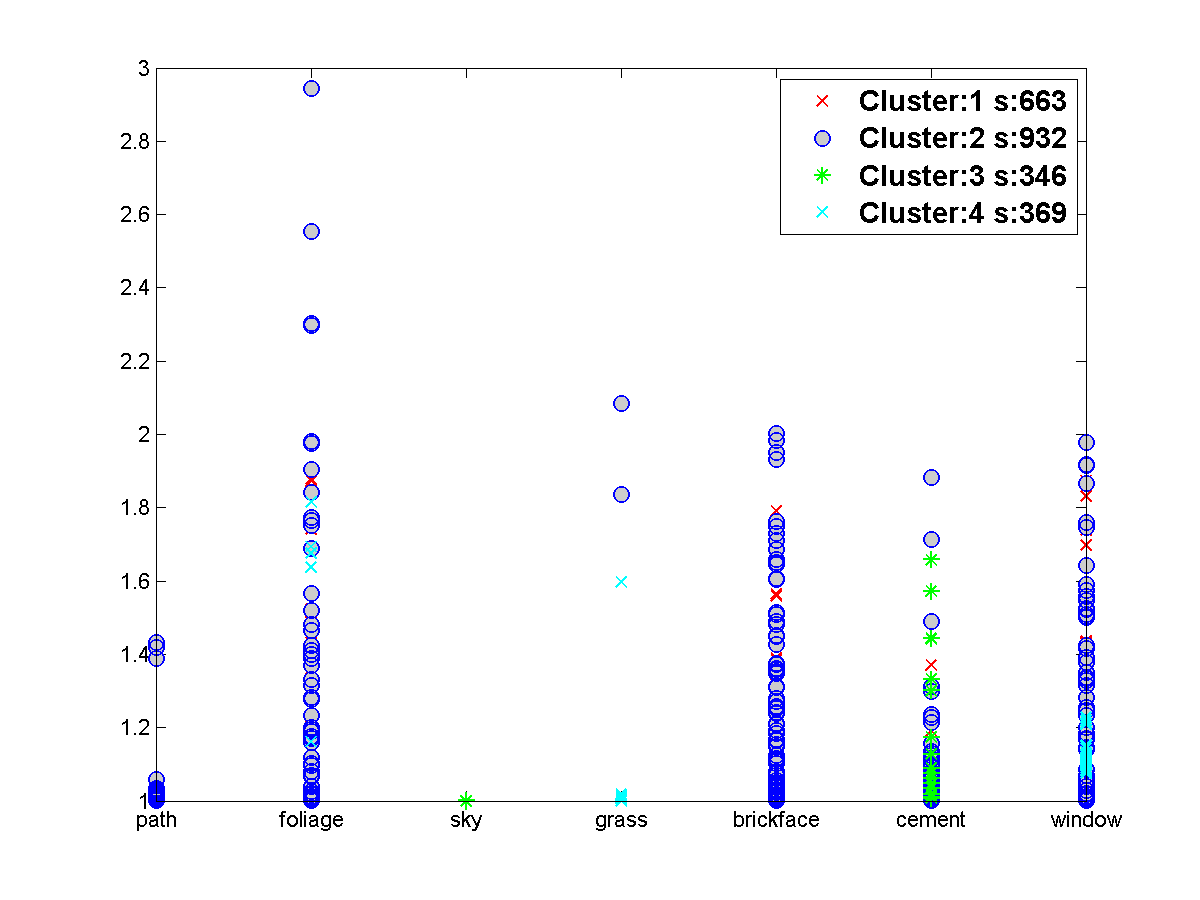 3
2.8
2.6
2.4
2.2
2
1.8
1.6
1.4
1.2
1
path foliage sky grass brickface cement window
Cluster:1 s:663
Cluster:2 s:932
Cluster:3 s:346
Cluster:4 s:369